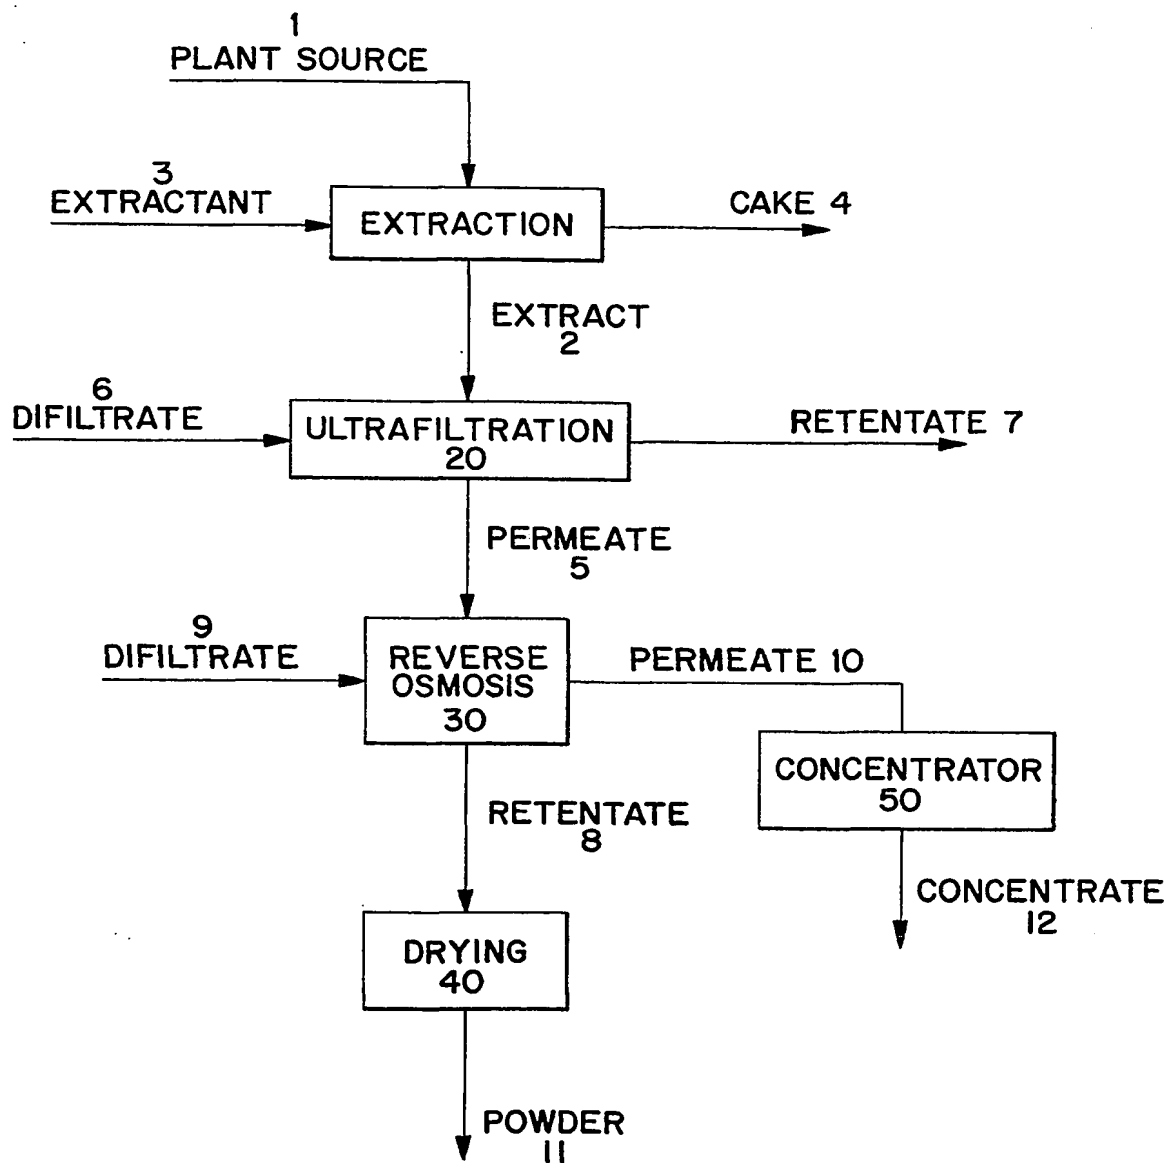 1
PLANT SOURCE
3
EXTRACTANT
EXTRACTION
CAKE 4
EXTRACT
2
6
DIFILTRATE
ULTRAFILTRATION
20
RETENTATE 7
PERMEATE
5
9
DIFILTRATE
REVERSE
OSMOSIS
30
PERMEATE 10
CONCENTRATOR
50
RETENTATE
8
CONCENTRATE
12
DRYING
40
POWDER
11